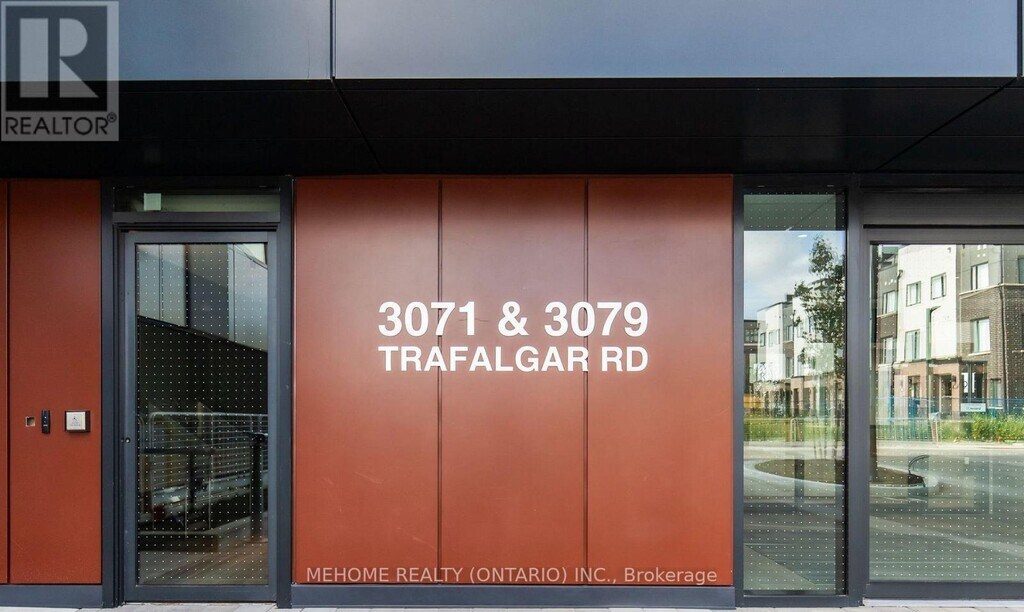 REALTOR®
3071 & 3079
TRAFALGAR RD
MEHOME REALTY (ONTARIO) INC., Brokerage